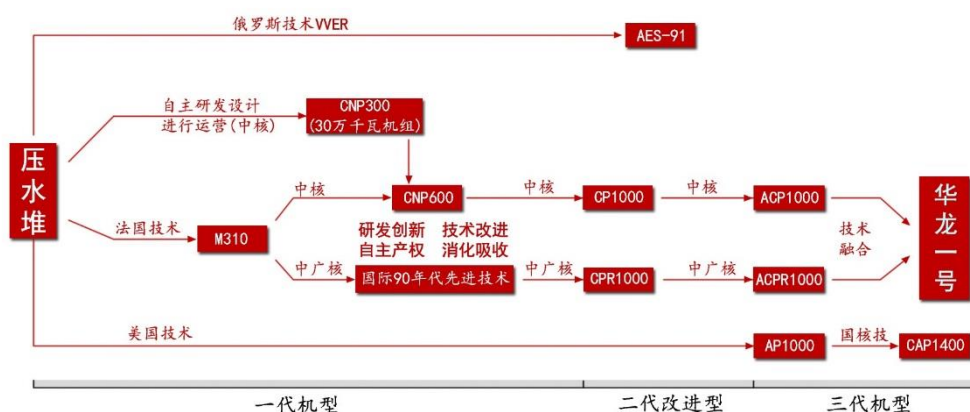 俄罗斯技术VVER
AES-91
自主研发设计
进行运营(中核)
CNP300
(30万千瓦机组)
压水堆
法国技术
M310
中核
CNP600
中核
CP1000
中核
ACP1000
研发创新 技术改进
自主产权 消化吸收
技术
融合
华龙一号
中广核
国际90年代先进技术
中广核
CPR1000
中广核
ACPR1000
美国技术
AP1000
国核技
CAP1400
一代机型
二代改进型
三代机型